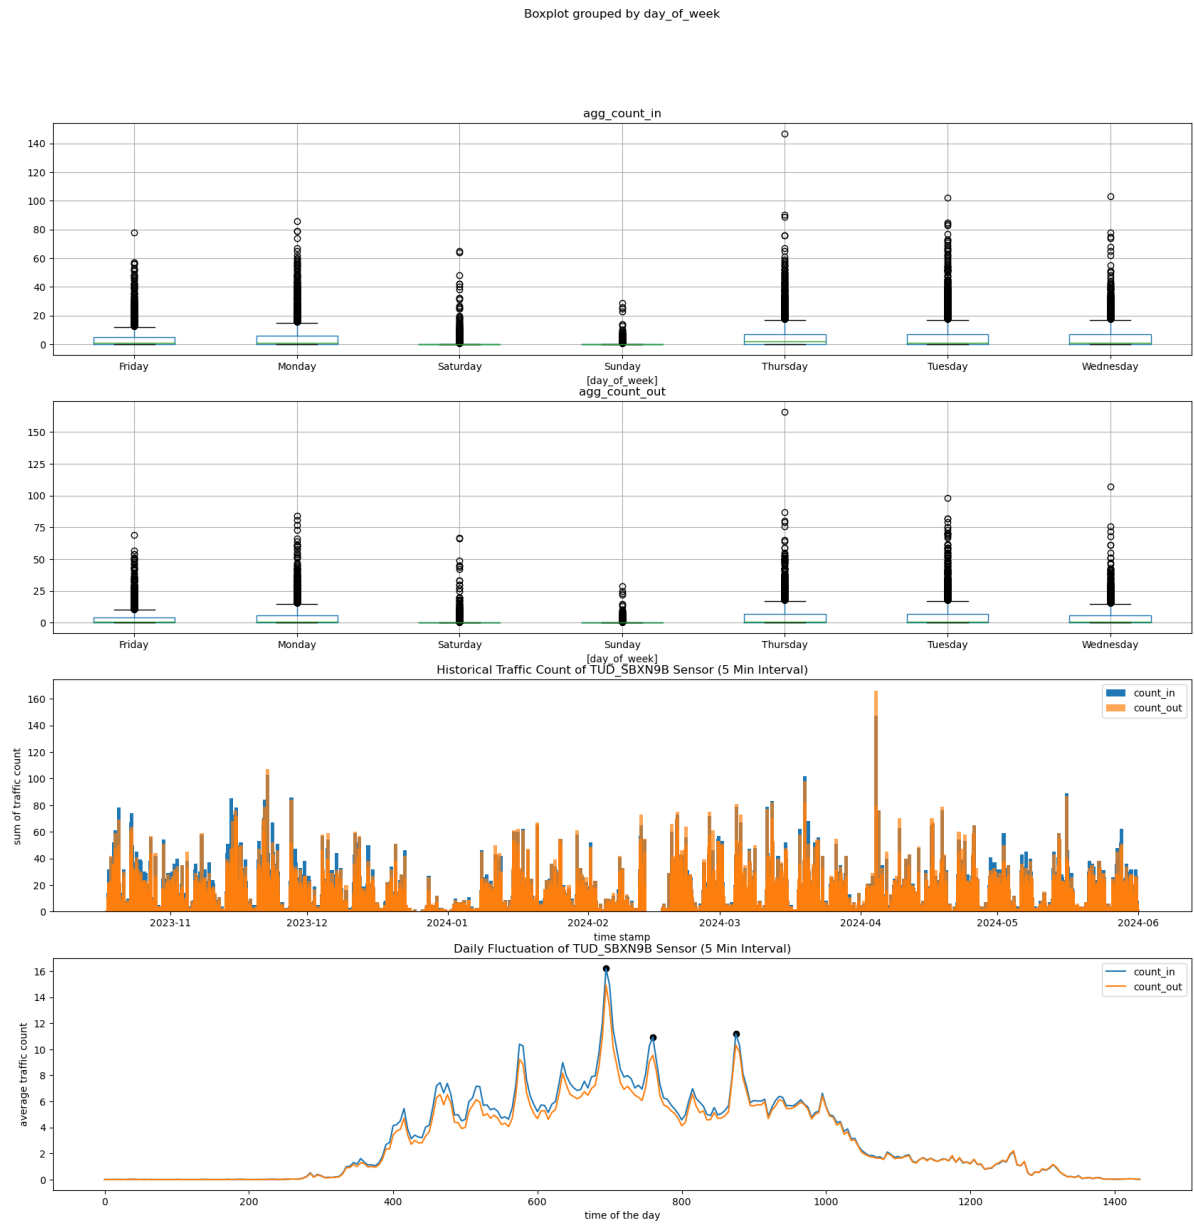 Boxplot grouped by day_of_week
agg_count_in
140
120
100
80
60
40
20
0
Friday Monday Saturday Sunday Thursday Tuesday Wednesday
[day_of_week]
agg_count_out
150
125
100
75
50
25
0
Friday Monday Saturday Sunday Thursday Tuesday Wednesday
[day_of_week]
Historical Traffic Count of TUD_SBXN9B Sensor (5 Min Interval)
sum of traffic count
160
140
120
100
80
60
40
20
0
count_in
count_out
2023-11 2023-12 2024-01 2024-02 2024-03 2024-04 2024-05 2024-06
time stamp
Daily Fluctuation of TUD_SBXN9B Sensor (5 Min Interval)
average traffic count
16
14
12
10
8
6
4
2
0
count_in
count_out
0 200 400 600 800 1000 1200 1400
time of the day